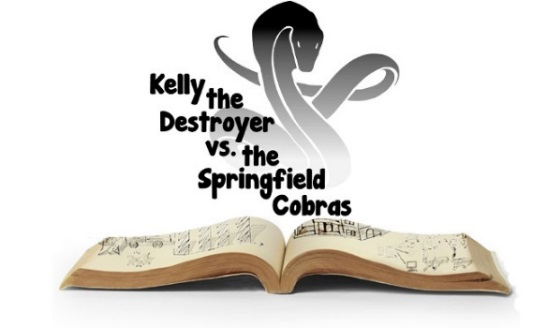 Kelly the
Destroyer
vs. the
Springfield
Cobras